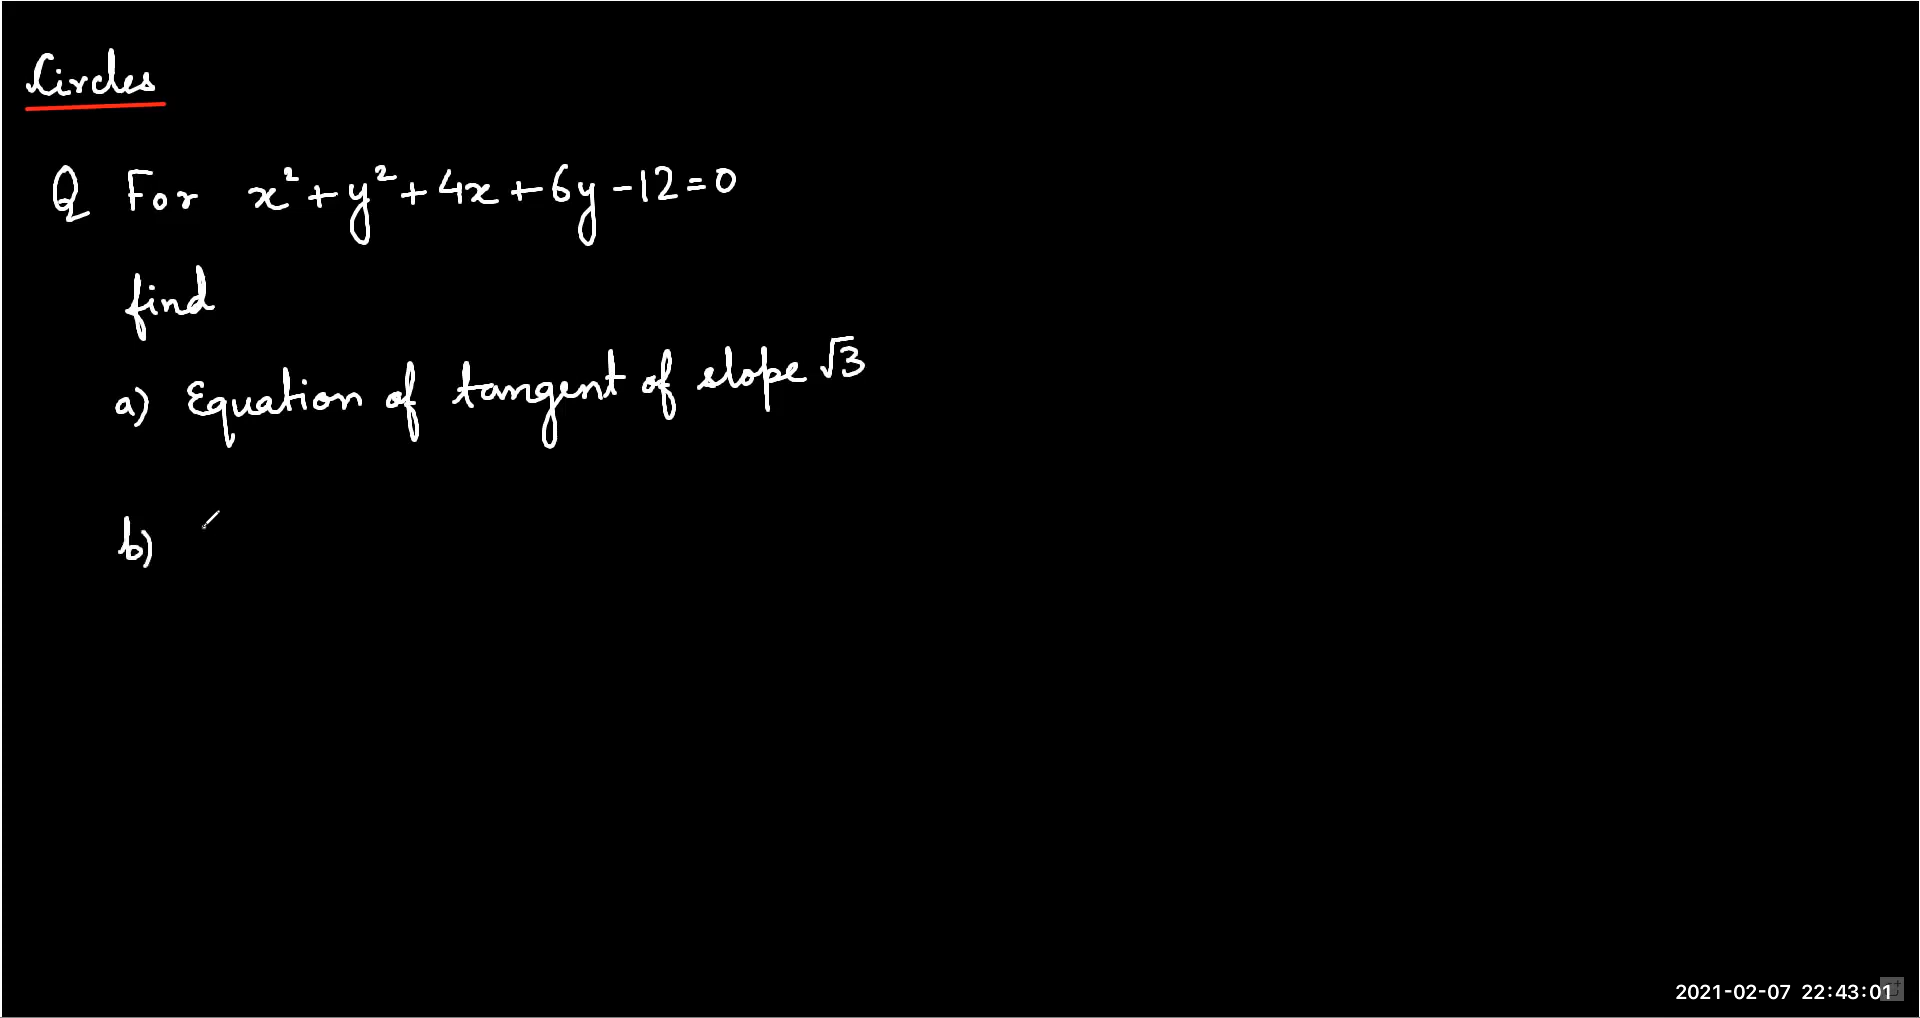 Circles
Q For x²+y²+4x+6y-12=0
find
a) Equation of tangent of slope √3
b)
2021-02-07 22:43:01